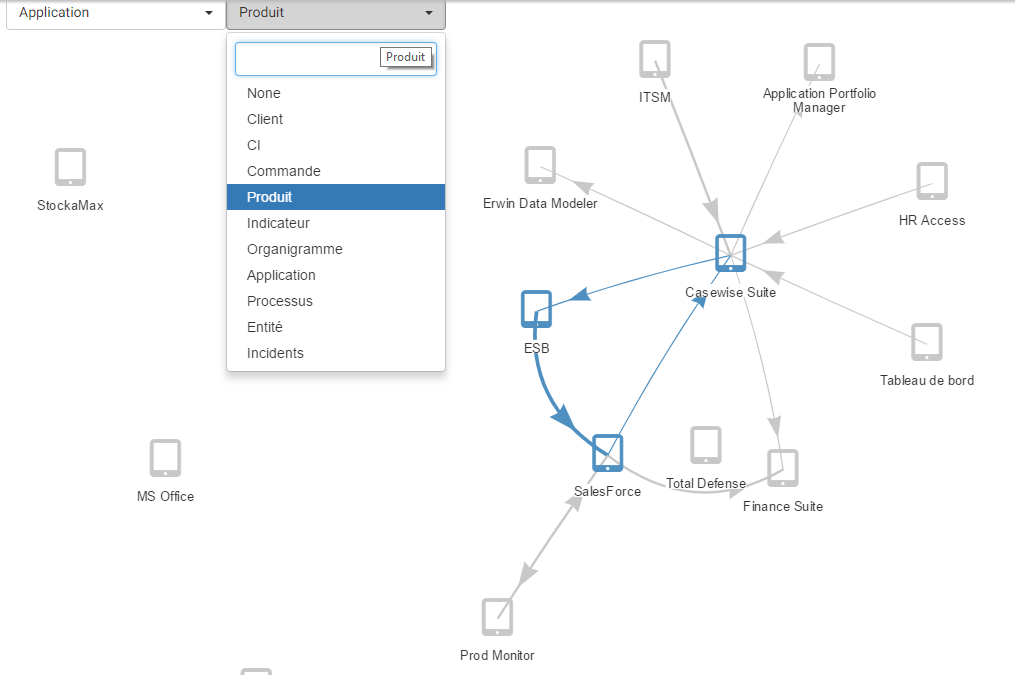 Application
Produit
Produit
None
Client
CI
Commande
Produit
Indicateur
Organigramme
Application
Processus
Entité
Incidents
ITSM
Application Portfolio
Manager
StockaMax
Erwin Data Modeler
HR Access
Casewise Suite
ESB
Tableau de bord
MS Office
SalesForce
Total Defense
Finance Suite
Prod Monitor